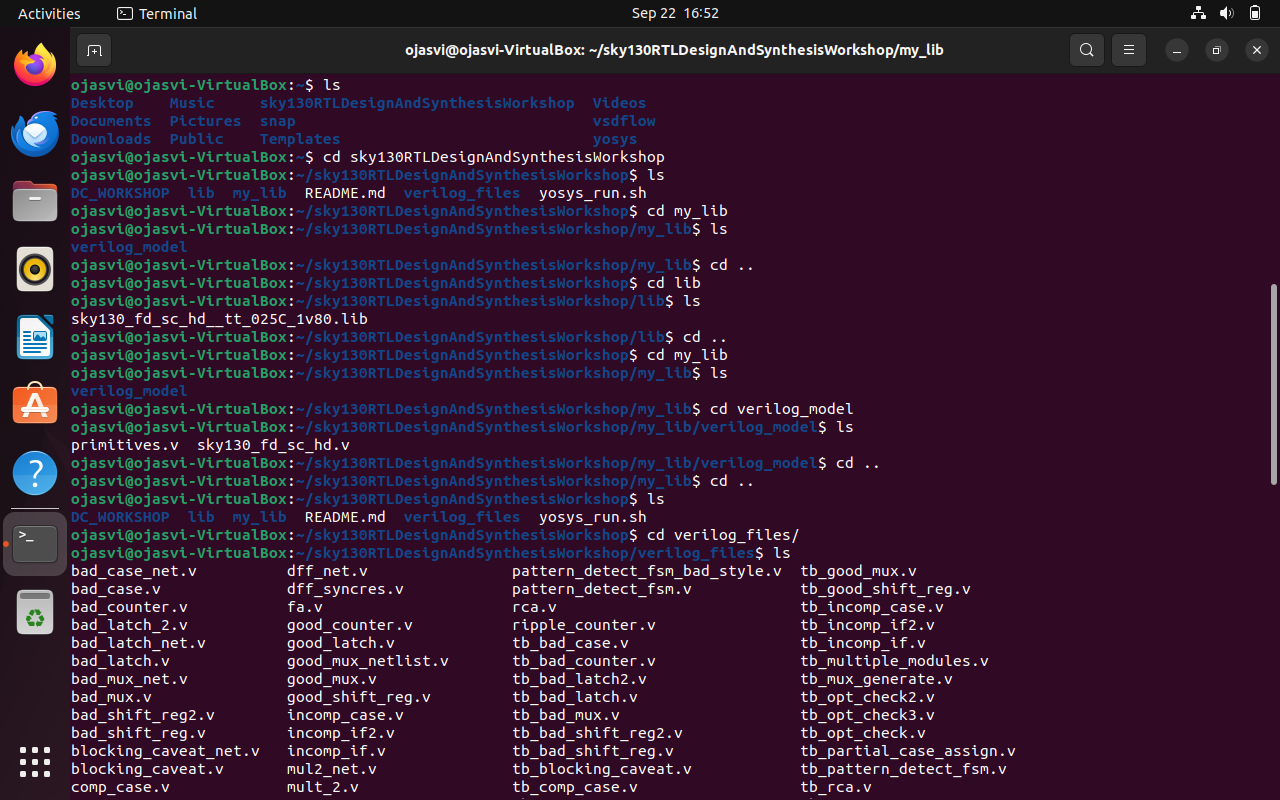 Activities    Terminal    Sep 22  16:52
ojasvi@ojasvi-VirtualBox: ~/sky130RTLDesignAndSynthesisWorkshop/my_lib
ojasvi@ojasvi-VirtualBox:~$ ls
Desktop    Music     sky130RTLDesignAndSynthesisWorkshop  Videos
Documents  Pictures  snap                                 vsdflow
Downloads  Public    Templates                            yosys
ojasvi@ojasvi-VirtualBox:~$ cd sky130RTLDesignAndSynthesisWorkshop
ojasvi@ojasvi-VirtualBox:~/sky130RTLDesignAndSynthesisWorkshop$ ls
DC_WORKSHOP  lib  my_lib  README.md  verilog_files  yosys_run.sh
ojasvi@ojasvi-VirtualBox:~/sky130RTLDesignAndSynthesisWorkshop$ cd my_lib
ojasvi@ojasvi-VirtualBox:~/sky130RTLDesignAndSynthesisWorkshop/my_lib$ ls
verilog_model
ojasvi@ojasvi-VirtualBox:~/sky130RTLDesignAndSynthesisWorkshop/my_lib$ cd ..
ojasvi@ojasvi-VirtualBox:~/sky130RTLDesignAndSynthesisWorkshop$ cd lib
ojasvi@ojasvi-VirtualBox:~/sky130RTLDesignAndSynthesisWorkshop/lib$ ls
sky130_fd_sc_hd__tt_025C_1v80.lib
ojasvi@ojasvi-VirtualBox:~/sky130RTLDesignAndSynthesisWorkshop/lib$ cd ..
ojasvi@ojasvi-VirtualBox:~/sky130RTLDesignAndSynthesisWorkshop$ cd my_lib
ojasvi@ojasvi-VirtualBox:~/sky130RTLDesignAndSynthesisWorkshop/my_lib$ ls
verilog_model
ojasvi@ojasvi-VirtualBox:~/sky130RTLDesignAndSynthesisWorkshop/my_lib$ cd verilog_model
ojasvi@ojasvi-VirtualBox:~/sky130RTLDesignAndSynthesisWorkshop/my_lib/verilog_model$ ls
primitives.v  sky130_fd_sc_hd.v
ojasvi@ojasvi-VirtualBox:~/sky130RTLDesignAndSynthesisWorkshop/my_lib/verilog_model$ cd ..
ojasvi@ojasvi-VirtualBox:~/sky130RTLDesignAndSynthesisWorkshop/my_lib$ cd ..
ojasvi@ojasvi-VirtualBox:~/sky130RTLDesignAndSynthesisWorkshop$ ls
DC_WORKSHOP  lib  my_lib  README.md  verilog_files  yosys_run.sh
ojasvi@ojasvi-VirtualBox:~/sky130RTLDesignAndSynthesisWorkshop$ cd verilog_files/
ojasvi@ojasvi-VirtualBox:~/sky130RTLDesignAndSynthesisWorkshop/verilog_files$ ls
bad_case_net.v          dff_net.v                pattern_detect_fsm_bad_style.v  tb_good_mux.v
bad_case.v              dff_syncres.v            pattern_detect_fsm.v            tb_good_shift_reg.v
bad_counter.v           fa.v                     rca.v                           tb_incomp_case.v
bad_latch_2.v           good_counter.v           ripple_counter.v                tb_incomp_if2.v
bad_latch_net.v         good_latch.v             tb_bad_case.v                   tb_incomp_if.v
bad_latch.v             good_mux_netlist.v       tb_bad_counter.v                tb_multiple_modules.v
bad_mux_net.v           good_mux.v               tb_bad_latch2.v                 tb_mux_generate.v
bad_mux.v               good_shift_reg.v         tb_bad_latch.v                  tb_opt_check2.v
bad_shift_reg2.v        incomp_case.v            tb_bad_mux.v                    tb_opt_check3.v
bad_shift_reg.v         incomp_if2.v             tb_bad_shift_reg2.v             tb_opt_check.v
blocking_caveat_net.v   incomp_if.v              tb_bad_shift_reg.v              tb_partial_case_assign.v
blocking_caveat.v       mul2_net.v               tb_blocking_caveat.v            tb_pattern_detect_fsm.v
comp_case.v             mult_2.v                 tb_comp_case.v                  tb_rca.v